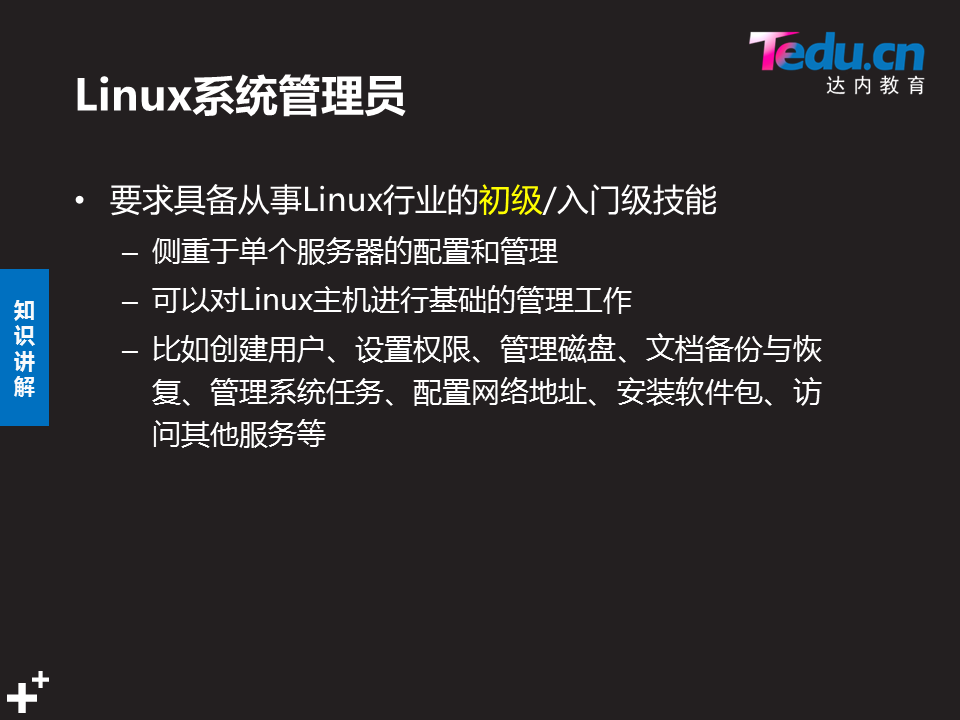 Tedu.cn
达内教育
Linux系统管理员
• 要求具备从事Linux行业的初级/入门级技能
– 侧重于单个服务器的配置和管理
– 可以对Linux主机进行基础的管理工作
– 比如创建用户、设置权限、管理磁盘、文档备份与恢
复、管理系统任务、配置网络地址、安装软件包、访
问其他服务等
知识讲解